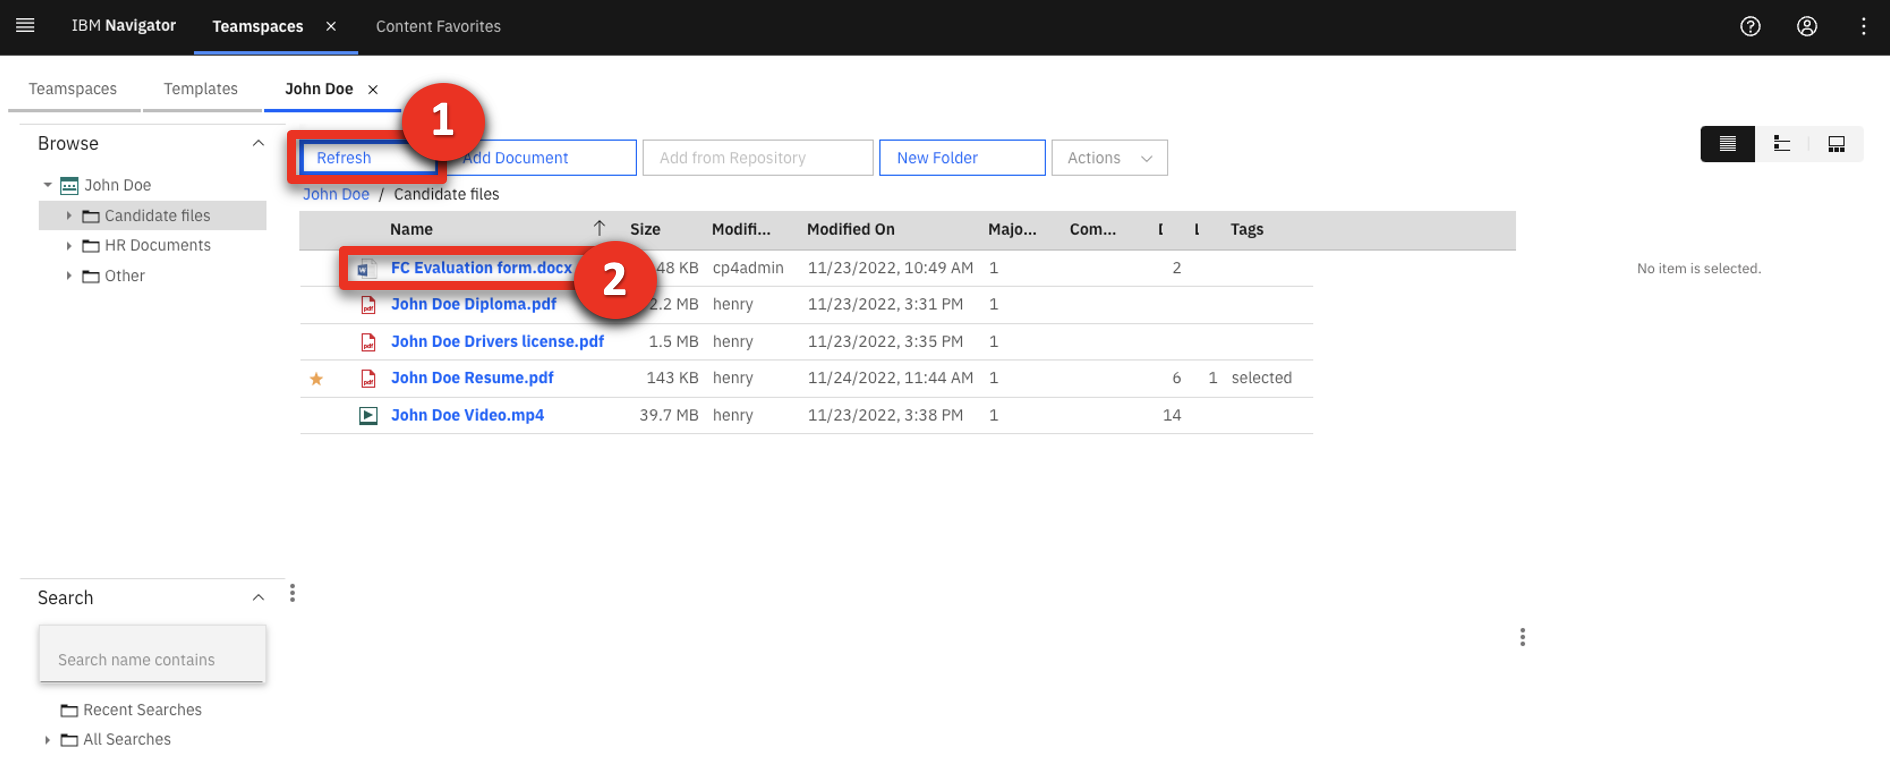 IBM Navigator Teamspaces Content Favorites
Teamspaces Templates John Doe
1
Browse
Refresh Add Document Add from Repository New Folder Actions
John Doe
John Doe / Candidate files
Candidate files
HR Documents
Other
Name Size Modifi... Modified On Majo... Com... Tags
FC Evaluation form.docx 48 KB cp4admin 11/23/2022, 10:49 AM 1 2
2
John Doe Diploma.pdf 2.2 MB henry 11/23/2022, 3:31 PM 1
John Doe Drivers license.pdf 1.5 MB henry 11/23/2022, 3:35 PM 1
John Doe Resume.pdf 143 KB henry 11/24/2022, 11:44 AM 1 6 1 selected
John Doe Video.mp4 39.7 MB henry 11/23/2022, 3:38 PM 1 14
No item is selected.
Search
Search name contains
Recent Searches
All Searches